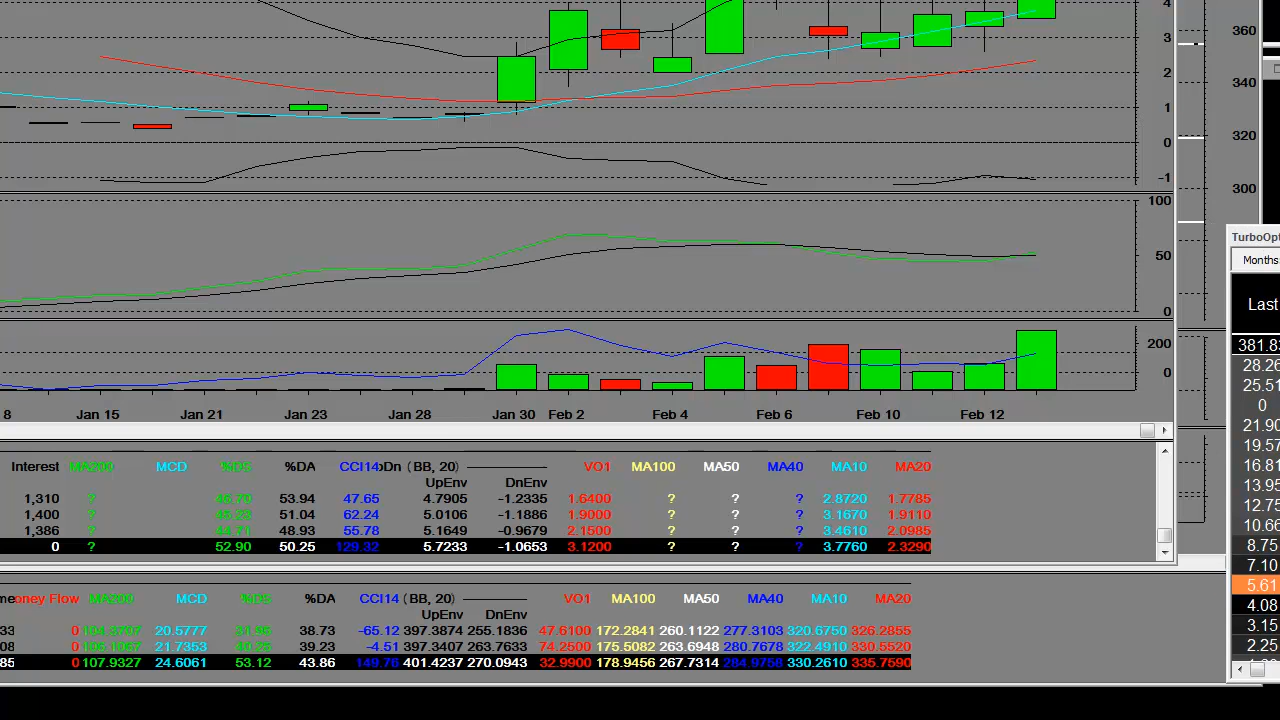 4
3
2
1
0
-1
100
50
0
200
0
360
340
320
300
8 Jan 15 Jan 21 Jan 23 Jan 28 Jan 30 Feb 2 Feb 4 Feb 6 Feb 10 Feb 12
TurboOpt
Months
Last
381.83
28.26
25.51
0
21.90
19.57
16.81
13.95
12.75
10.66
8.75
7.10
5.61
4.08
3.15
2.25
Interest MA200 MCD %DS %DA CCI14 Dn (BB, 20) VO1 MA100 MA50 MA40 MA10 MA20
UpEnv DnEnv
1,310 ? 53.94 47.65 4.7905 -1.2335 1.6400 ? ? ? 2.8720 1.7785
1,400 ? 51.04 62.24 5.0106 -1.1886 1.9000 ? ? ? 3.1670 1.9110
1,386 ? 48.93 55.78 5.1649 -0.9679 2.1500 ? ? ? 3.4610 2.0985
0 ? 52.90 50.25 129.32 5.7233 -1.0653 3.1200 ? ? ? 3.7760 2.3290
oney Flow MA200 MCD %DS %DA CCI14 (BB, 20) VO1 MA100 MA50 MA40 MA10 MA20
UpEnv DnEnv
33 0 20.5777 38.73 -65.12 397.3874 255.1836 47.6100 172.2841 260.1122 277.3103 320.6750 326.2855
08 0 21.7353 39.23 -4.51 397.3407 263.7633 74.2500 175.5082 263.6948 280.7678 322.4910 330.5520
85 0 107.9327 24.6061 53.12 43.86 149.76 401.4237 270.0943 32.9900 178.9456 267.7314 284.9758 330.2610 335.7590